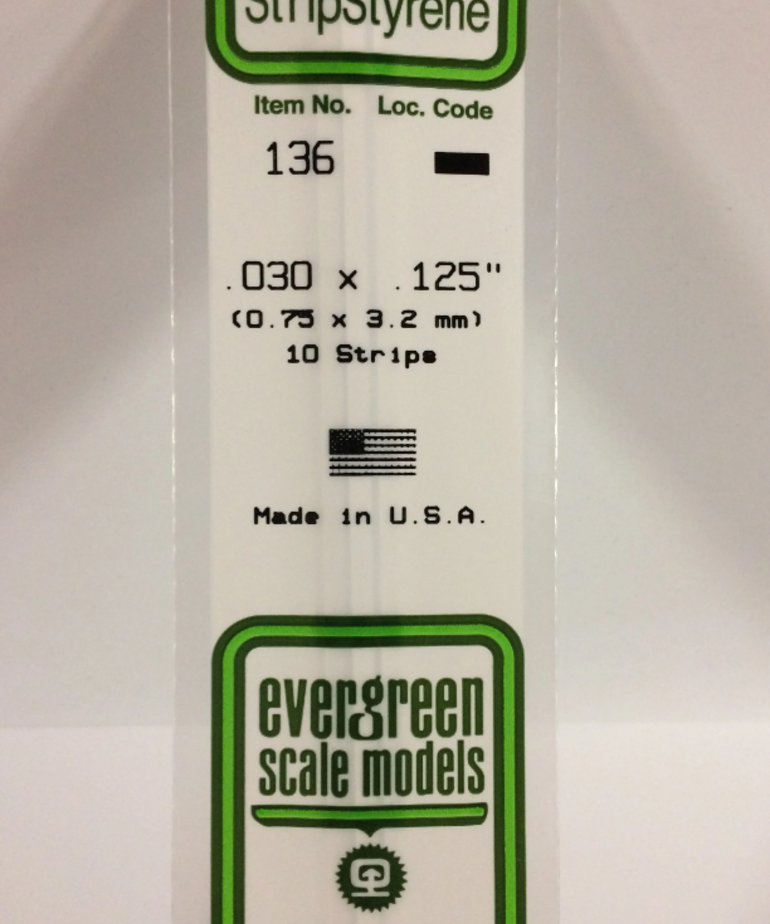 StripStyrene
Item No. Loc. Code
136
.030 x .125"
(0.75 x 3.2 mm)
10 Strips
Made in U.S.A.
evergreen
scale models